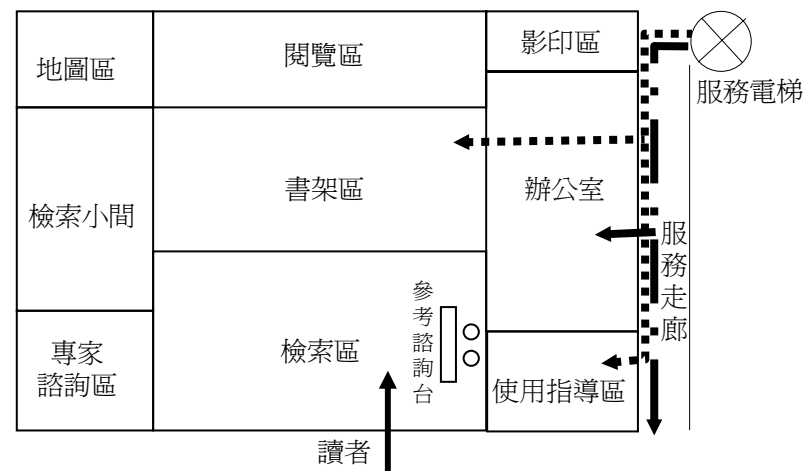 地圖區
閱覽區
影印區
服務電梯
檢索小間
書架區
辦公室
服務走廊
專家
諮詢區
檢索區
參考諮詢台
使用指導區
讀者